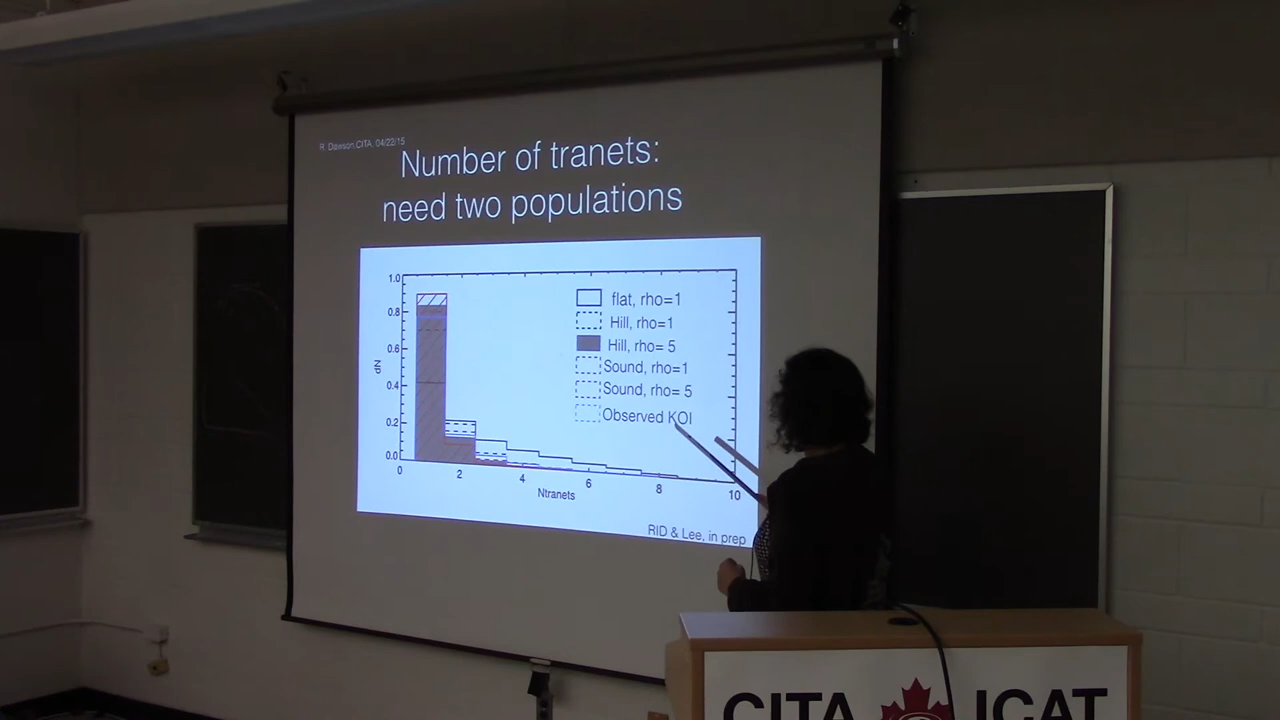 R. Dawson, CITA, 04/22/15
Number of tranets:
need two populations
1.0
0.8
0.6
0.4
0.2
0.0
dN
flat, rho=1
Hill, rho=1
Hill, rho= 5
Sound, rho=1
Sound, rho= 5
Observed KOI
0
2
4
6
8
10
Ntranets
RID & Lee, in prep
CITA ICAT